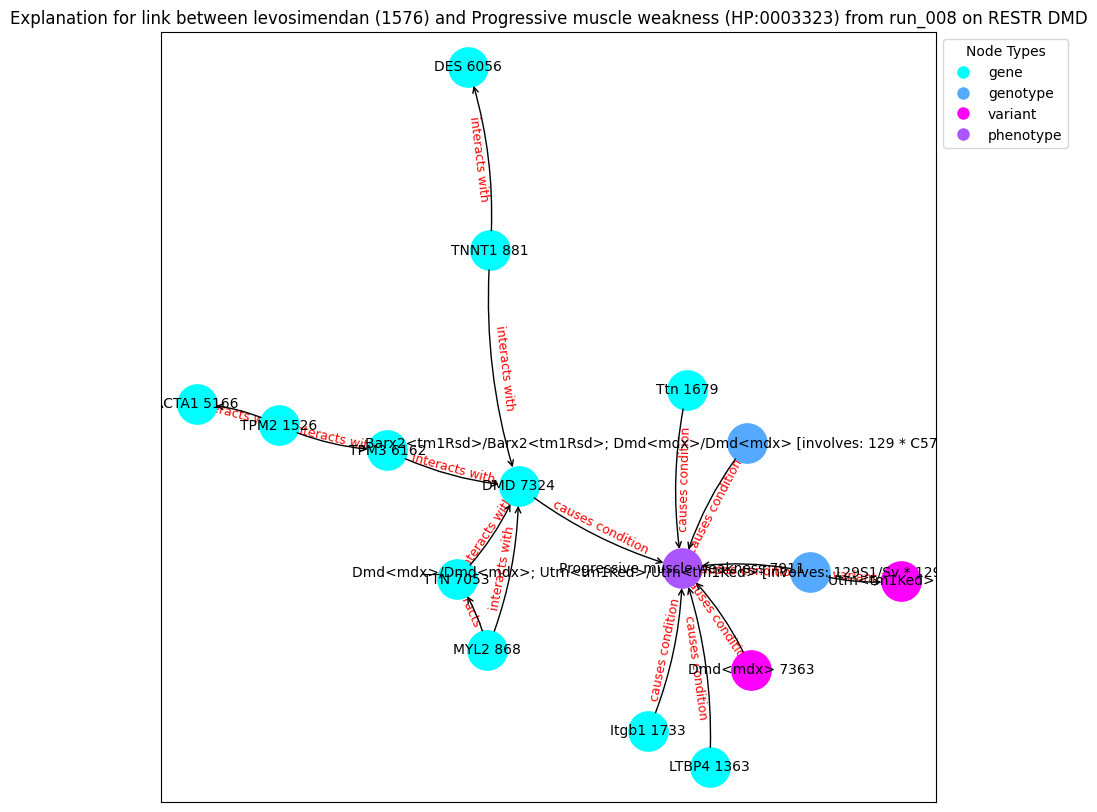 Explanation for link between levosimendan (1576) and Progressive muscle weakness (HP:0003323) from run_008 on RESTR DMD
Node Types
gene
genotype
variant
phenotype
DES 6056
interacts with
TNNT1 881
interacts with
Ttn 1679
ACTA1 5166
TPM2 1526
interacts with
TPM3 6162
Barx2<tm1Rsd>/Barx2<tm1Rsd>; Dmd<mdx>/Dmd<mdx> [involves: 129 * C57
interacts with
DMD 7324
causes condition
causes condition
causes condition
interacts with
interacts with
Progressive muscle weakness 7911
Dmd<mdx>/Dmd<mdx>; Utrn<tm1Ked>/Utrn<tm1Ked> [involves: 129S1/Sv * 129
TTN 7053
Utrn<tm1Ked>
MYL2 868
causes condition
Dmd<mdx> 7363
causes condition
causes condition
Itgb1 1733
LTBP4 1363